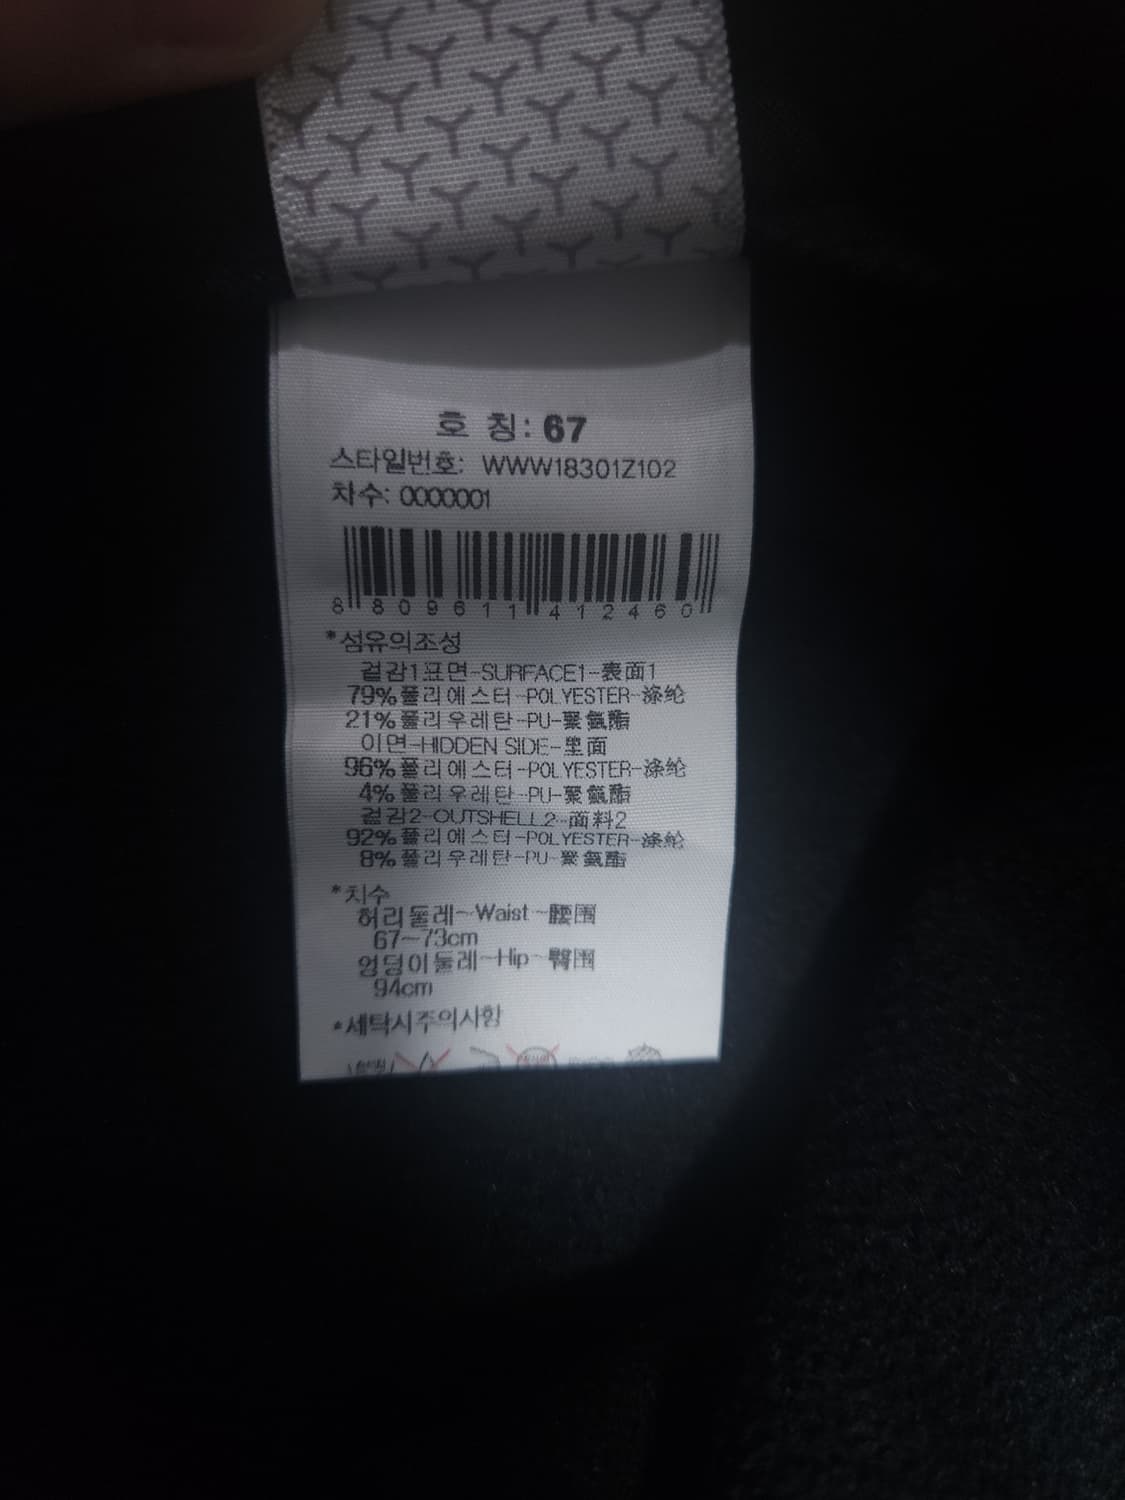 호 칭: 67
스타일번호: WWW18301Z102
차수: 0000001
8 809611 412460
*섬유의조성
겉감1표면-SURFACE1-表面1
79%폴리에스터-POLYESTER-涤纶
21%폴리우레탄-PU-聚氨酯
이면-HIDDEN SIDE-里面
96%폴리에스터-POLYESTER-涤纶
4%폴리우레탄-PU-聚氨酯
겉감2-OUTSHELL2-面料2
92%폴리에스터-POLYESTER-涤纶
8%폴리우레탄-PU-聚氨酯
*치수
허리둘레-Waist-腰围
67~73cm
엉덩이둘레-Hip-臀围
94cm
*세탁시주의사항